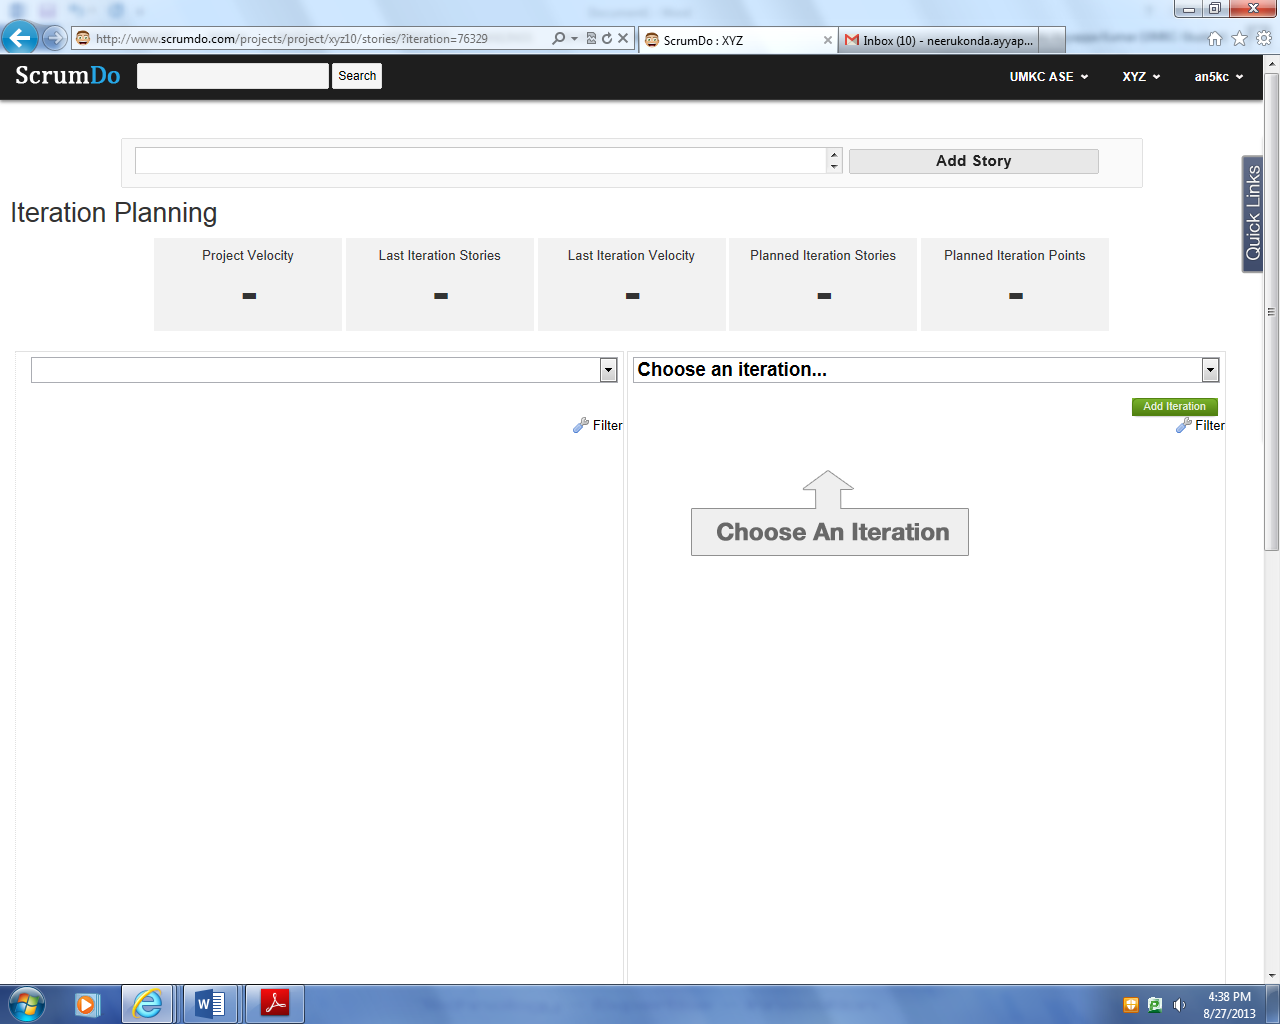 http://www.scrumdo.com/projects/project/xyz10/stories/?iteration=76329
ScrumDo : XYZ
Inbox (10) - neerukonda.ayyap...
ScrumDo
Search
UMKC ASE
XYZ
an5kc
Add Story
Quick Links
Iteration Planning
Project Velocity
Last Iteration Stories
Last Iteration Velocity
Planned Iteration Stories
Planned Iteration Points
-
-
-
-
-
Choose an iteration...
Add Iteration
Filter
Filter
Choose An Iteration
4:38 PM
8/27/2013